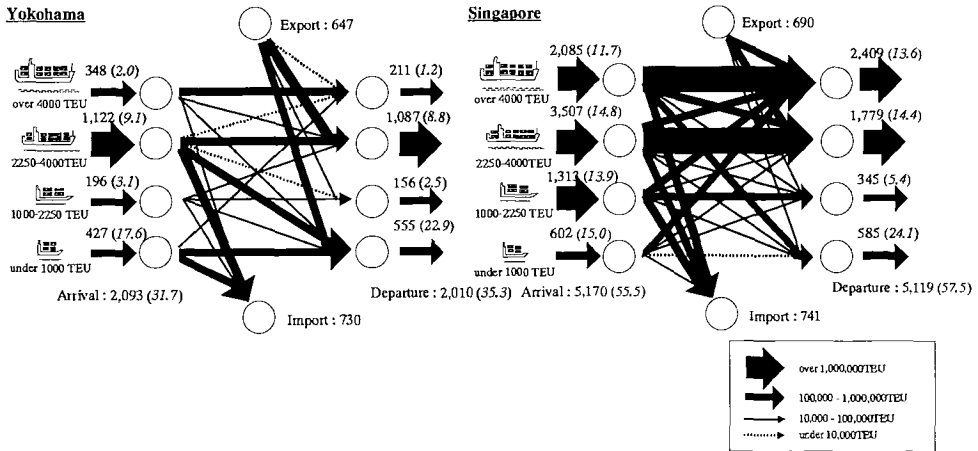 Yokohama
Export : 647
348 (2.0)
over 4000 TEU
211 (1.2)
1,122 (9.1)
2250-4000TEU
1,087 (8.8)
196 (3.1)
1000-2250 TEU
156 (2.5)
427 (17.6)
under 1000 TEU
555 (22.9)
Arrival : 2,093 (31.7)
Departure : 2,010 (35.3)
Import : 730
Singapore
Export : 690
2,085 (11.7)
over 4000 TEU
2,409 (13.6)
3,507 (14.8)
2250-4000TEU
1,779 (14.4)
1,313 (13.9)
1000-2250 TEU
345 (5.4)
602 (15.0)
under 1000 TEU
585 (24.1)
Arrival : 5,170 (55.5)
Departure : 5,119 (57.5)
Import : 741
over 1,000,000TEU
100,000 - 1,000,000TEU
10,000 - 100,000TEU
under 10,000TEU